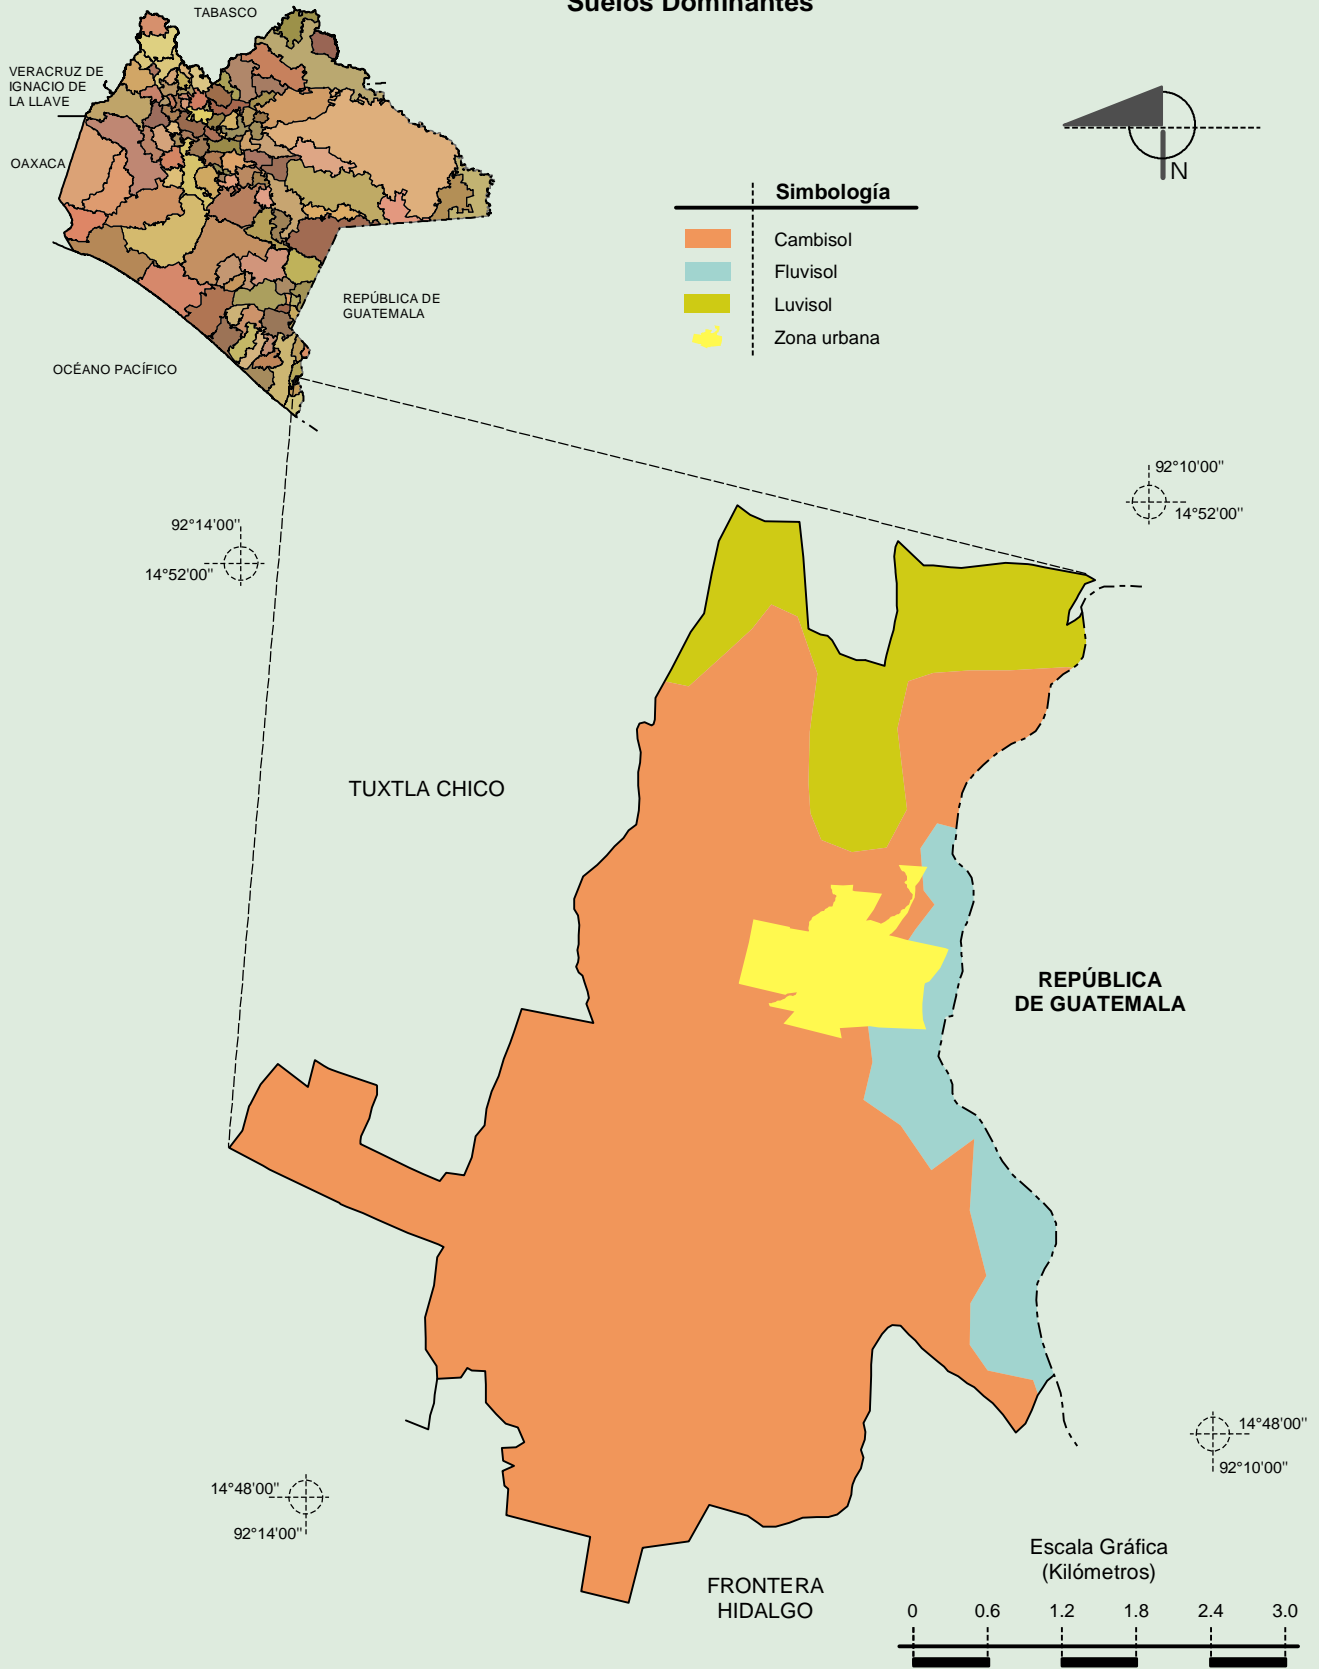 Suelos Dominantes
TABASCO
VERACRUZ DE
IGNACIO DE
LA LLAVE
OAXACA
REPÚBLICA DE
GUATEMALA
OCÉANO PACÍFICO
N
Simbología
Cambisol
Fluvisol
Luvisol
Zona urbana
92°10'00"
14°52'00"
92°14'00"
14°52'00"
TUXTLA CHICO
REPÚBLICA
DE GUATEMALA
14°48'00"
92°10'00"
14°48'00"
92°14'00"
FRONTERA
HIDALGO
Escala Gráfica
(Kilómetros)
0 0.6 1.2 1.8 2.4 3.0